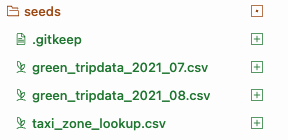 seeds
.gitkeep
green_tripdata_2021_07.csv
green_tripdata_2021_08.csv
taxi_zone_lookup.csv